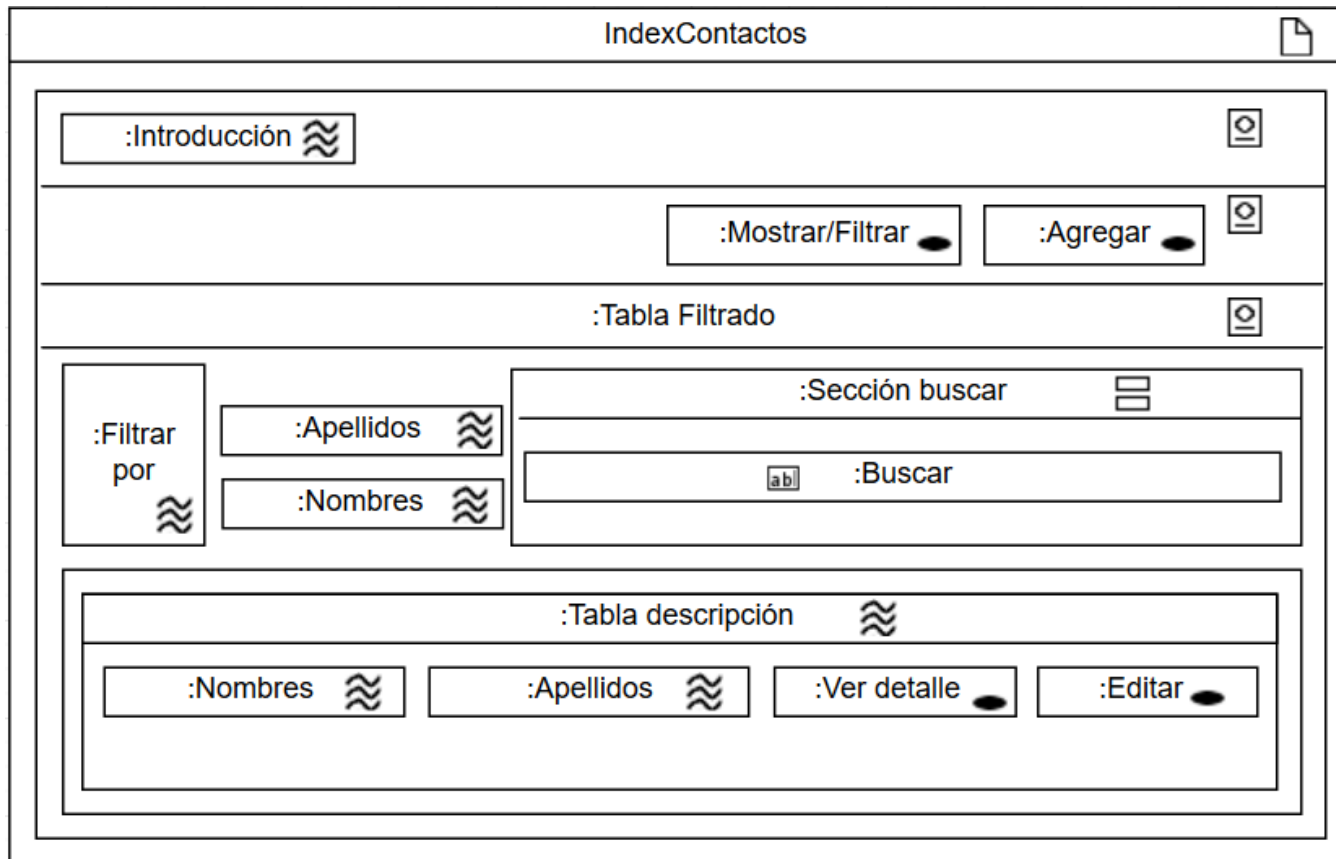 IndexContactos
:Introducción
:Mostrar/Filtrar
:Agregar
:Tabla Filtrado
:Filtrar
por
:Apellidos
:Nombres
:Sección buscar
ab
:Buscar
:Tabla descripción
:Nombres
:Apellidos
:Ver detalle
:Editar